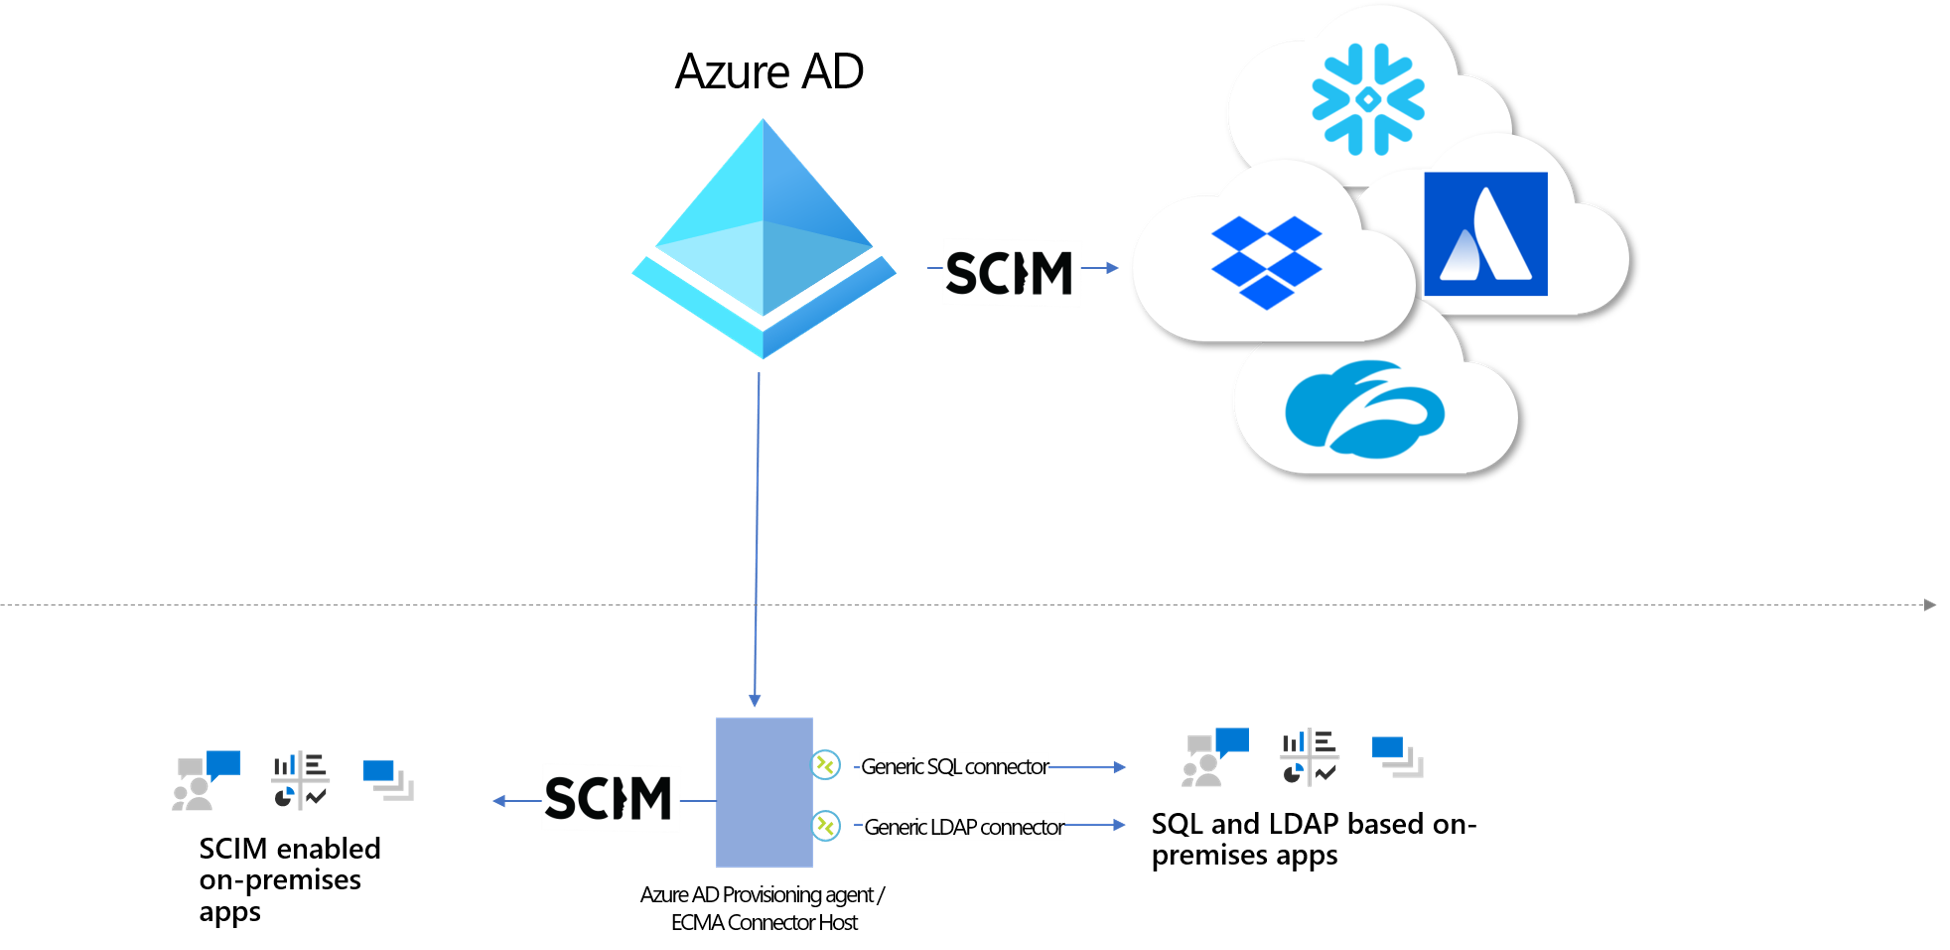 Azure AD
SCIM
SCIM
Generic SQL connector
Generic LDAP connector
SQL and LDAP based on-
premises apps
SCIM enabled
on-premises
apps
Azure AD Provisioning agent /
ECMA Connector Host